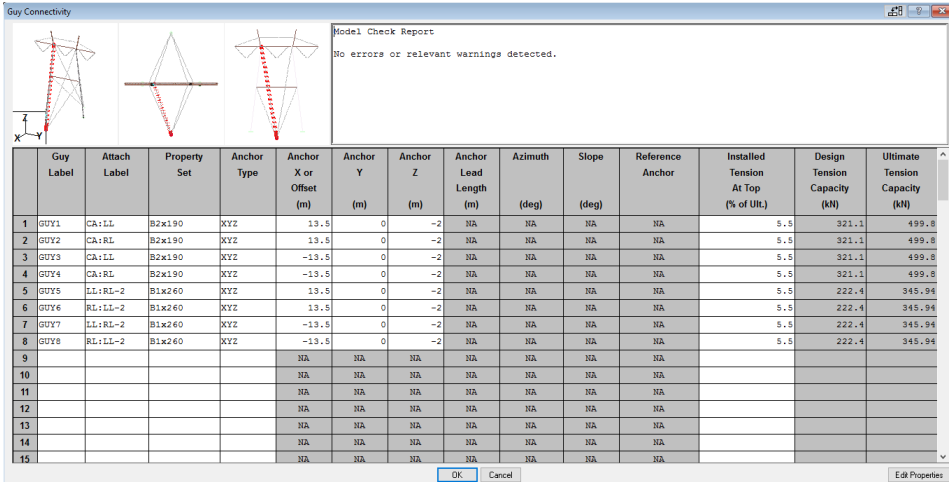 Guy Connectivity
?
Z
X
Y
Model Check Report
No errors or relevant warnings detected.
Guy Label Attach Label Property Set Anchor Type Anchor X or Offset (m) Anchor Y (m) Anchor Z (m) Anchor Lead Length (m) Azimuth (deg) Slope (deg) Reference Anchor Installed Tension At Top (% of Ult.) Design Tension Capacity (kN) Ultimate Tension Capacity (kN)
1 GUY1 CA:LL B2x190 XYZ 13.5 0 -2 NA NA NA NA 5.5 321.1 499.8
2 GUY2 CA:RL B2x190 XYZ 13.5 0 -2 NA NA NA NA 5.5 321.1 499.8
3 GUY3 CA:LL B2x190 XYZ -13.5 0 -2 NA NA NA NA 5.5 321.1 499.8
4 GUY4 CA:RL B2x190 XYZ -13.5 0 -2 NA NA NA NA 5.5 321.1 499.8
5 GUY5 LL:RL-2 B1x260 XYZ 13.5 0 -2 NA NA NA NA 5.5 222.4 345.94
6 GUY6 RL:LL-2 B1x260 XYZ 13.5 0 -2 NA NA NA NA 5.5 222.4 345.94
7 GUY7 LL:RL-2 B1x260 XYZ -13.5 0 -2 NA NA NA NA 5.5 222.4 345.94
8 GUY8 RL:LL-2 B1x260 XYZ -13.5 0 -2 NA NA NA NA 5.5 222.4 345.94
9 NA NA NA NA NA NA NA
10 NA NA NA NA NA NA NA
11 NA NA NA NA NA NA NA
12 NA NA NA NA NA NA NA
13 NA NA NA NA NA NA NA
14 NA NA NA NA NA NA NA
15 NA NA NA NA NA NA NA
OK Cancel Edit Properties